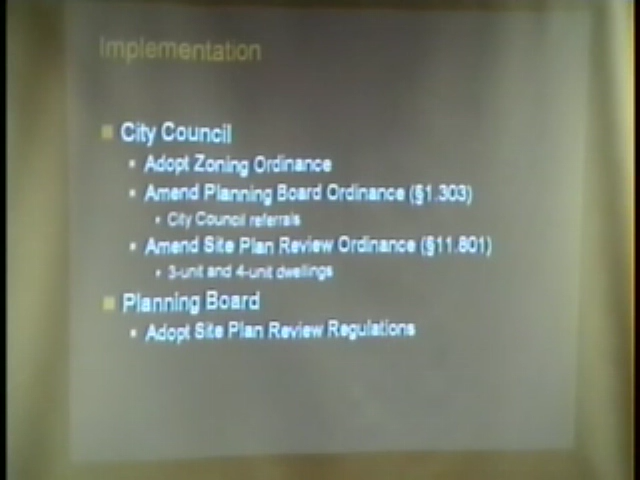 Implementation
City Council
Adopt Zoning Ordinance
Amend Planning Board Ordinance (§1.303)
City Council referrals
Amend Site Plan Review Ordinance (§11.801)
3-unit and 4-unit dwellings
Planning Board
Adopt Site Plan Review Regulations